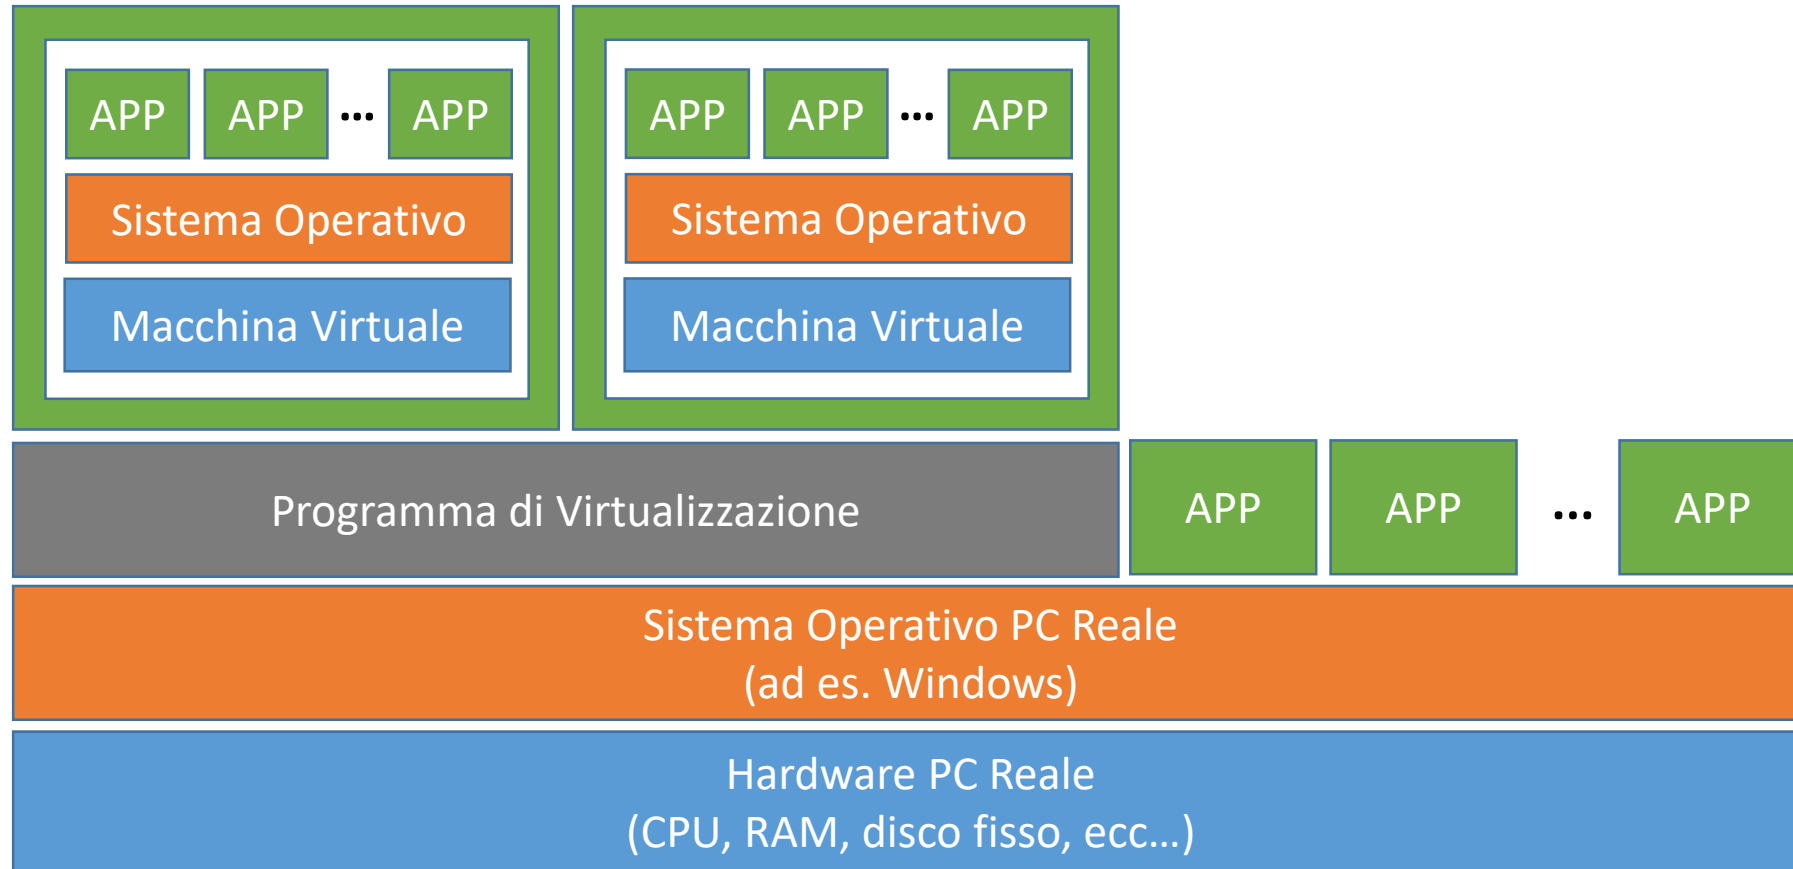 APP APP ... APP
APP APP ... APP
Sistema Operativo
Sistema Operativo
Macchina Virtuale
Macchina Virtuale
Programma di Virtualizzazione
APP APP ... APP
Sistema Operativo PC Reale
(ad es. Windows)
Hardware PC Reale
(CPU, RAM, disco fisso, ecc...)